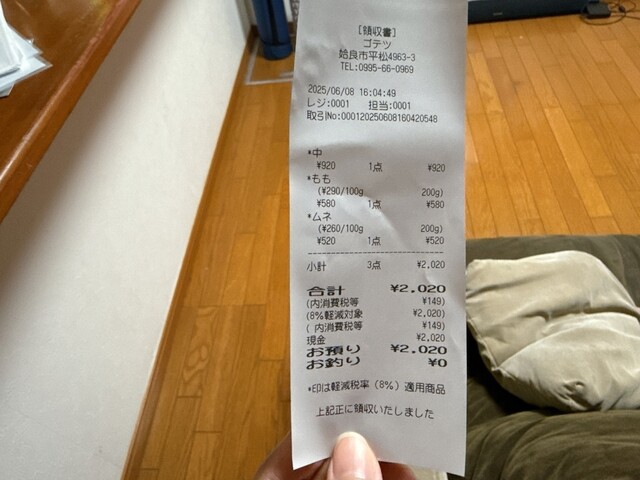 [領収書]
ゴテツ
姶良市平松4963-3
TEL:0995-66-0969
2025/06/08 16:04:49
レジ:0001 担当:0001
取引No:000120250608160420548
*中
¥920 1点 ¥920
*もも
(¥290/100g 200g)
¥580 1点 ¥580
*ムネ
(¥260/100g 200g)
¥520 1点 ¥520
小計 3点 ¥2,020
合計 ¥2,020
(内消費税等 ¥149)
(8%軽減対象 ¥2,020)
( 内消費税等 ¥149)
現金 ¥2,020
お預り ¥2,020
お釣り ¥0
*印は軽減税率(8%)適用商品
上記正に領収いたしました